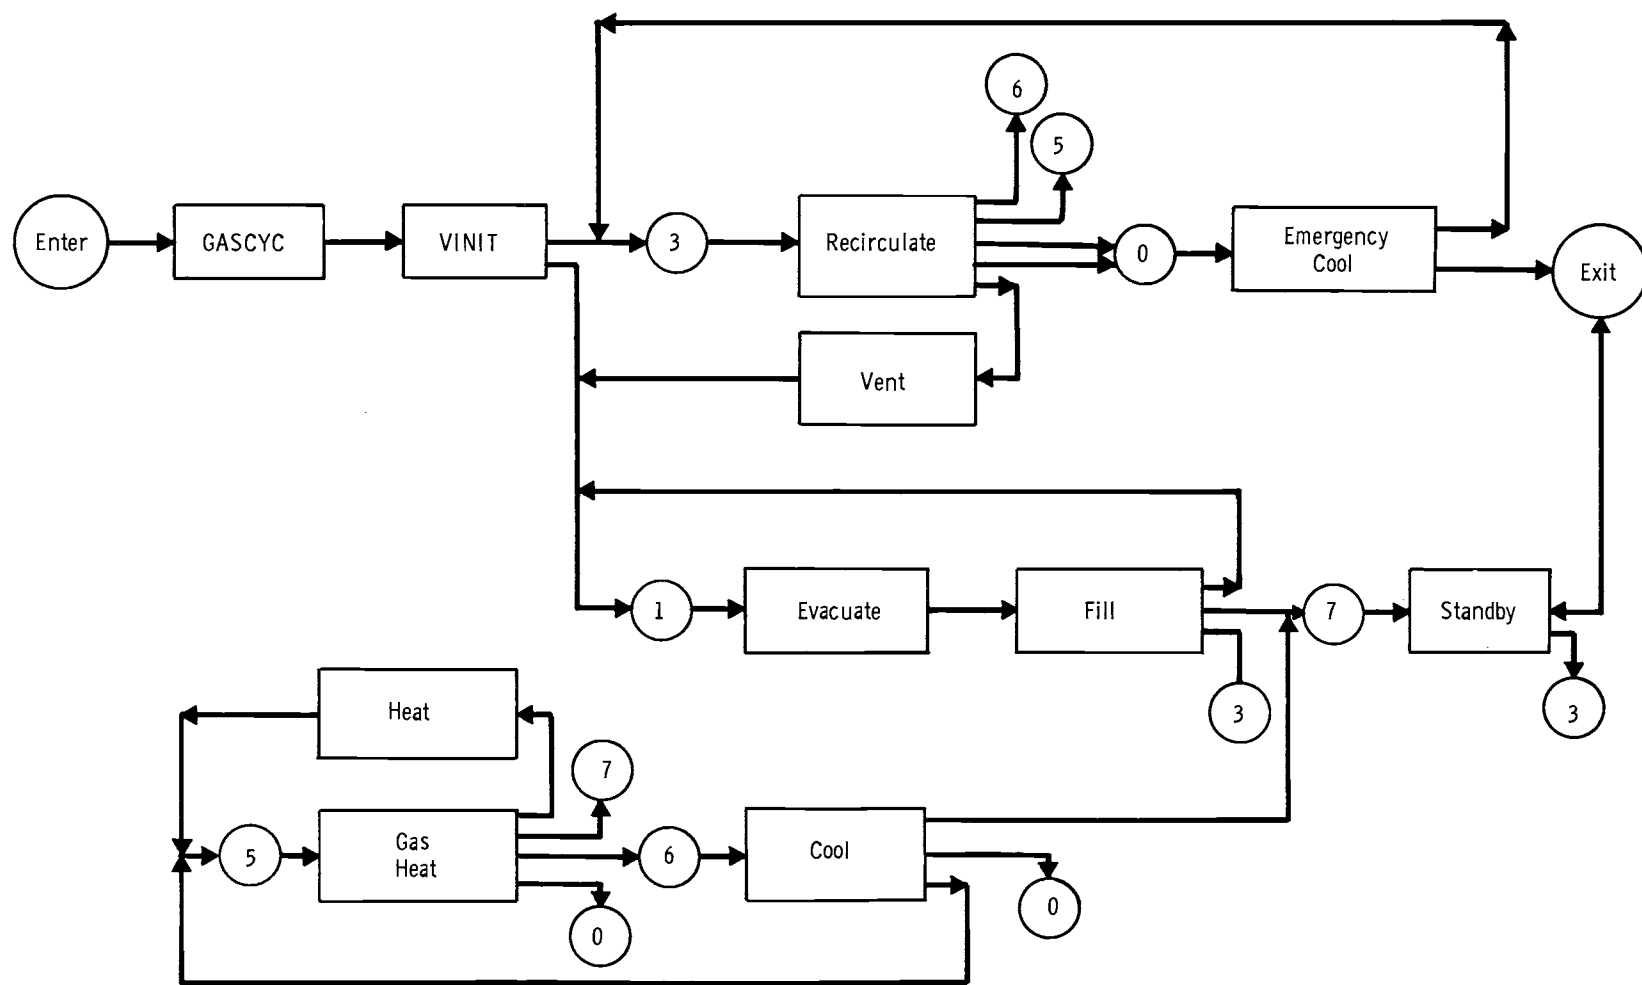 6
5
Enter
GASCYC
VINIT
3
Recirculate
0
Emergency
Cool
Exit
Vent
1
Evacuate
Fill
7
Standby
3
3
Heat
7
5
Gas
Heat
6
Cool
0
0